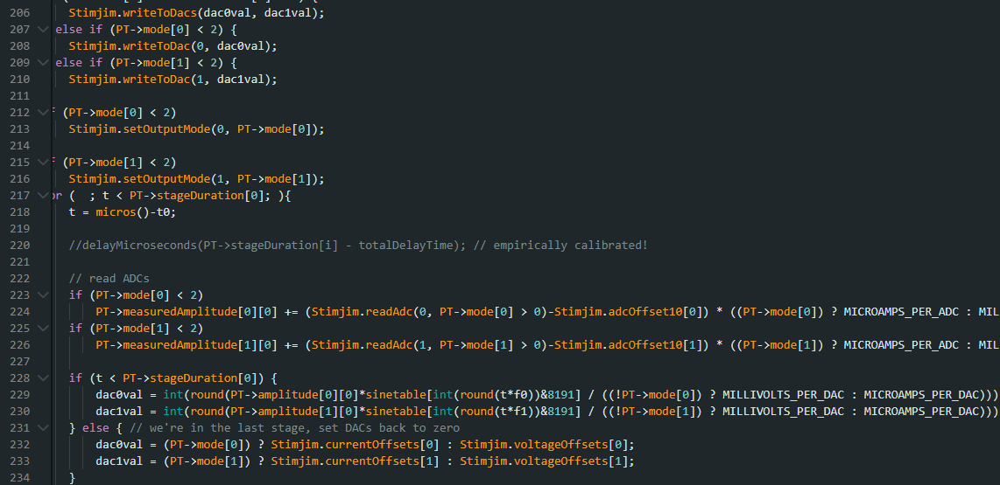 206 Stimjim.writeToDacs(dac0val, dac1val);
207 else if (PT->mode[0] < 2) {
208 Stimjim.writeToDac(0, dac0val);
209 else if (PT->mode[1] < 2) {
210 Stimjim.writeToDac(1, dac1val);
211
212 f (PT->mode[0] < 2)
213 Stimjim.setOutputMode(0, PT->mode[0]);
214
215 f (PT->mode[1] < 2)
216 Stimjim.setOutputMode(1, PT->mode[1]);
217 or (  ; t < PT->stageDuration[0]; ){
218 t = micros()-t0;
219
220 //delayMicroseconds(PT->stageDuration[i] - totalDelayTime); // empirically calibrated!
221
222 // read ADCs
223 if (PT->mode[0] < 2)
224 PT->measuredAmplitude[0][0] += (Stimjim.readAdc(0, PT->mode[0] > 0)-Stimjim.adcOffset10[0]) * ((PT->mode[0]) ? MICROAMPS_PER_ADC : MIL
225 if (PT->mode[1] < 2)
226 PT->measuredAmplitude[1][0] += (Stimjim.readAdc(1, PT->mode[1] > 0)-Stimjim.adcOffset10[1]) * ((PT->mode[1]) ? MICROAMPS_PER_ADC : MIL
227
228 if (t < PT->stageDuration[0]) {
229 dac0val = int(round(PT->amplitude[0][0]*sinetable[int(round(t*f0))&8191] / ((!PT->mode[0]) ? MILLIVOLTS_PER_DAC : MICROAMPS_PER_DAC)))
230 dac1val = int(round(PT->amplitude[1][0]*sinetable[int(round(t*f1))&8191] / ((!PT->mode[1]) ? MILLIVOLTS_PER_DAC : MICROAMPS_PER_DAC)))
231 } else { // we're in the last stage, set DACs back to zero
232 dac0val = (PT->mode[0]) ? Stimjim.currentOffsets[0] : Stimjim.voltageOffsets[0];
233 dac1val = (PT->mode[1]) ? Stimjim.currentOffsets[1] : Stimjim.voltageOffsets[1];
234 }